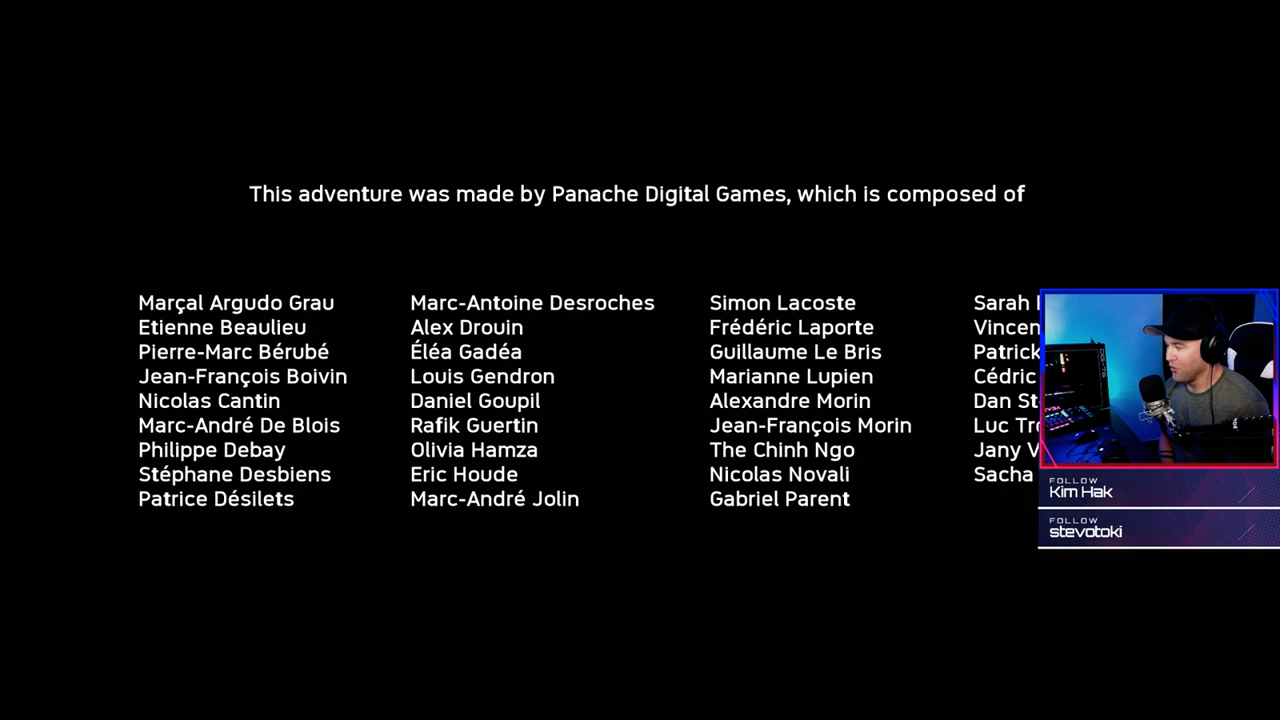 This adventure was made by Panache Digital Games, which is composed of
Marçal Argudo Grau
Etienne Beaulieu
Pierre-Marc Bérubé
Jean-François Boivin
Nicolas Cantin
Marc-André De Blois
Philippe Debay
Stéphane Desbiens
Patrice Désilets
Marc-Antoine Desroches
Alex Drouin
Éléa Gadéa
Louis Gendron
Daniel Goupil
Rafik Guertin
Olivia Hamza
Eric Houde
Marc-André Jolin
Simon Lacoste
Frédéric Laporte
Guillaume Le Bris
Marianne Lupien
Alexandre Morin
Jean-François Morin
The Chinh Ngo
Nicolas Novali
Gabriel Parent
Sarah
Patrick
Cédric
Dan
Luc
Jany
Sacha
FOLLOW
Kim Hak
FOLLOW
stevotoki